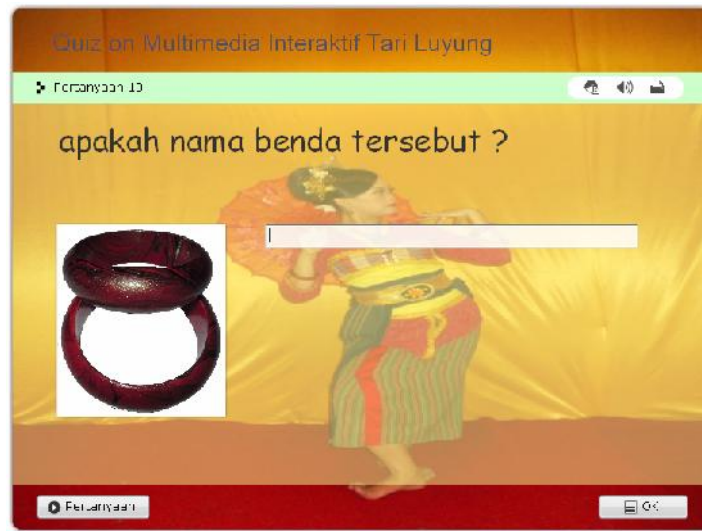 Quiz on Multimedia Interaktif Tari Luyung
Pertanyaan 10
apakah nama benda tersebut ?
Pertanyaan
OK